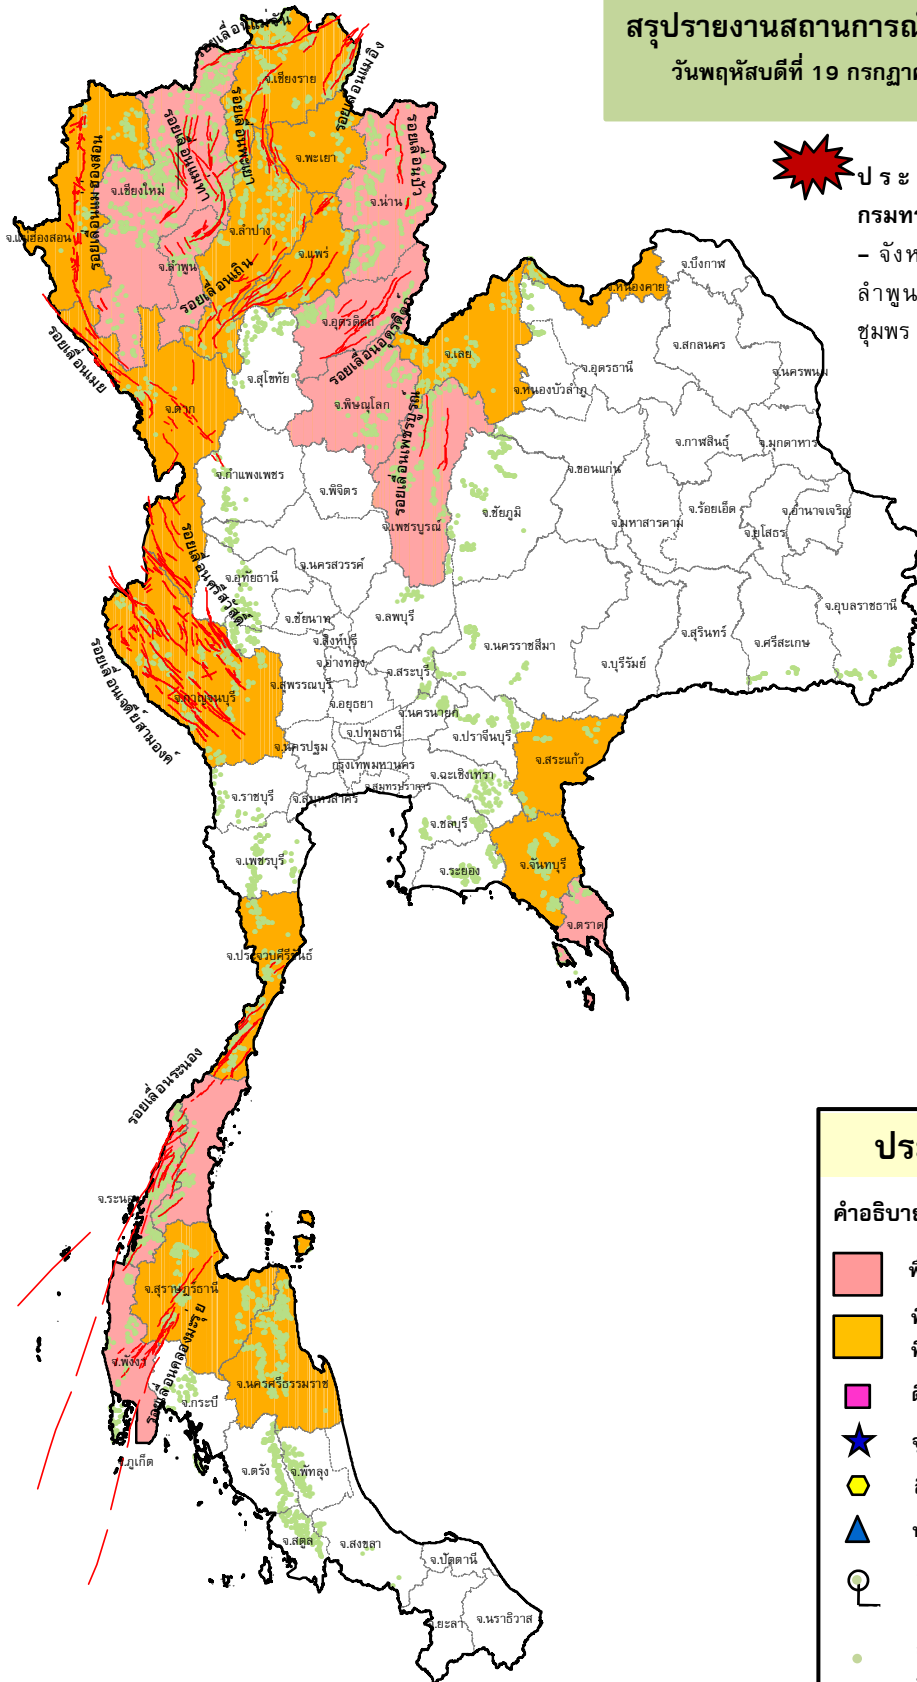 สรุปรายงานสถานการณ์
วันพฤหัสบดีที่ 19 กรกฎาค
ประ
กรมทร
– จังห
ลำพูน
ชุมพร
รอยเลื่อนแม่จัน
จ.เชียงราย
รอยเลื่อนแม่อิง
รอยเลื่อนแม่ฮ่องสอน
รอยเลื่อนแม่ทา
รอยเลื่อนพะเยา
จ.พะเยา
รอยเลื่อนปัว
จ.เชียงใหม่
จ.น่าน
จ.แม่ฮ่องสอน
จ.ลำปาง
จ.แพร่
จ.ลำพูน
รอยเลื่อนเถิน
จ.บึงกาฬ
จ.หนองคาย
จ.อุตรดิตถ์
รอยเลื่อนอุตรดิตถ์
รอยเลื่อนเมย
จ.เลย
จ.สกลนคร
จ.สุโขทัย
จ.อุดรธานี
จ.นครพนม
จ.หนองบัวลำภู
จ.ตาก
จ.พิษณุโลก
รอยเลื่อนเพชรบูรณ์
จ.กาฬสินธุ์
จ.มุกดาหาร
จ.กำแพงเพชร
จ.พิจิตร
จ.ขอนแก่น
จ.ชัยภูมิ
จ.ร้อยเอ็ด
จ.อำนาจเจริญ
จ.เพชรบูรณ์
จ.มหาสารคาม
จ.ยโสธร
รอยเลื่อนศรีสวัสดิ์
จ.นครสวรรค์
จ.อุทัยธานี
จ.อุบลราชธานี
จ.ชัยนาท
จ.ลพบุรี
จ.สิงห์บุรี
จ.นครราชสีมา
จ.สุรินทร์
จ.ศรีสะเกษ
จ.บุรีรัมย์
จ.อ่างทอง
จ.สระบุรี
รอยเลื่อนเจดีย์สามองค์
จ.กาญจนบุรี
จ.สุพรรณบุรี
จ.อยุธยา
จ.นครนายก
จ.ปทุมธานี
จ.ปราจีนบุรี
จ.นครปฐม
จ.สระแก้ว
กรุงเทพมหานคร
จ.ฉะเชิงเทรา
จ.สมุทรปราการ
จ.ราชบุรี
จ.สมุทรสาคร
จ.ชลบุรี
จ.เพชรบุรี
จ.ระยอง
จ.จันทบุรี
จ.ตราด
จ.ประจวบคีรีขันธ์
รอยเลื่อนระนอง
จ.ระนอง
จ.สุราษฎร์ธานี
รอยเลื่อนคลองมะรุ่ย
จ.พังงา
จ.นครศรีธรรมราช
จ.กระบี่
จ.ภูเก็ต
จ.ตรัง
จ.พัทลุง
จ.สตูล
จ.สงขลา
จ.ปัตตานี
จ.ยะลา
จ.นราธิวาส
ประ
คำอธิบาย